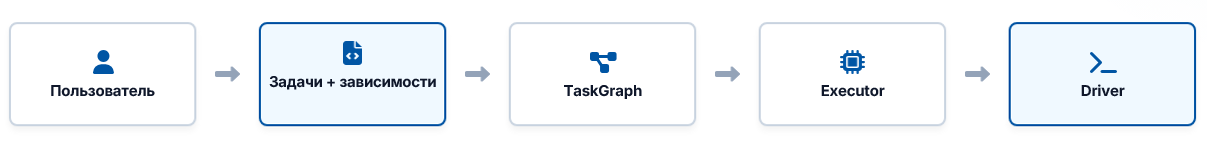 Пользователь
Задачи + зависимости
TaskGraph
Executor
Driver